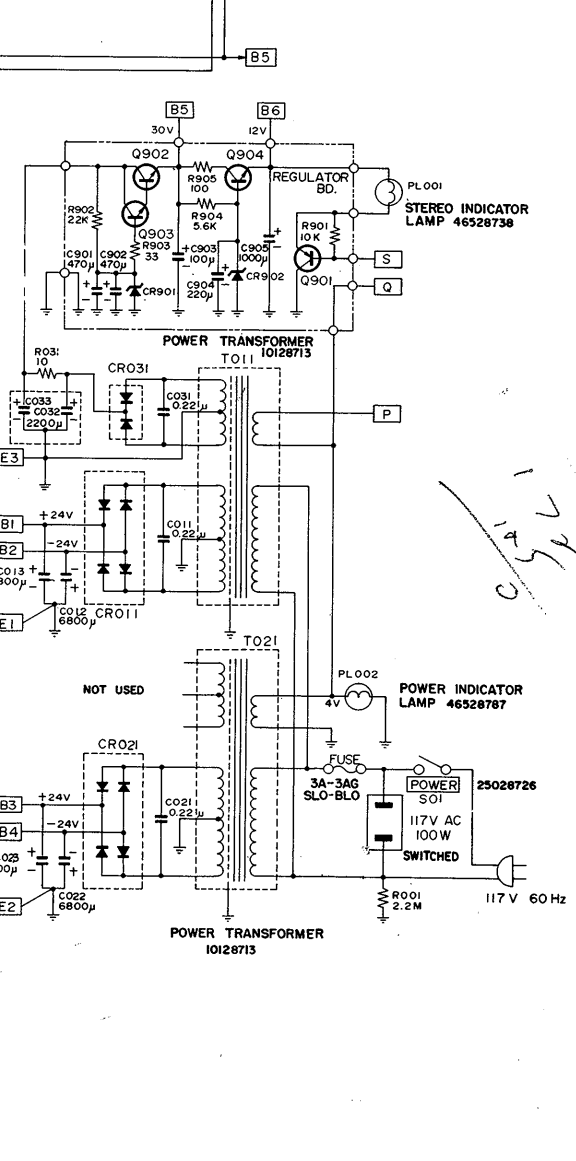 B5
B5
B6
30V
12V
Q902
Q904
R905
100
REGULATOR
BD.
PL001
STEREO INDICATOR
LAMP 46528738
R902
22K
R904
5.6K
R901
10K
Q903
R903
33
C901
470µ
C902
470µ
C903
100µ
C905
1000µ
C904
220µ
CR901
CR902
Q901
S
Q
POWER TRANSFORMER
10128713
R031
10
CR031
T011
C033
C032
2200µ
C031
0.22µ
P
E3
B1
+24V
B2
-24V
C011
0.22µ
C013
800µ
C012
6800µ
E1
CR011
T021
NOT USED
PL002
4V
POWER INDICATOR
LAMP 46528787
CR021
FUSE
3A-3AG
SLO-BLO
POWER
S01
25028726
B3
+24V
B4
-24V
C021
0.22µ
117V AC
100W
SWITCHED
C022
6800µ
E2
R001
2.2M
117V 60Hz
POWER TRANSFORMER
10128713